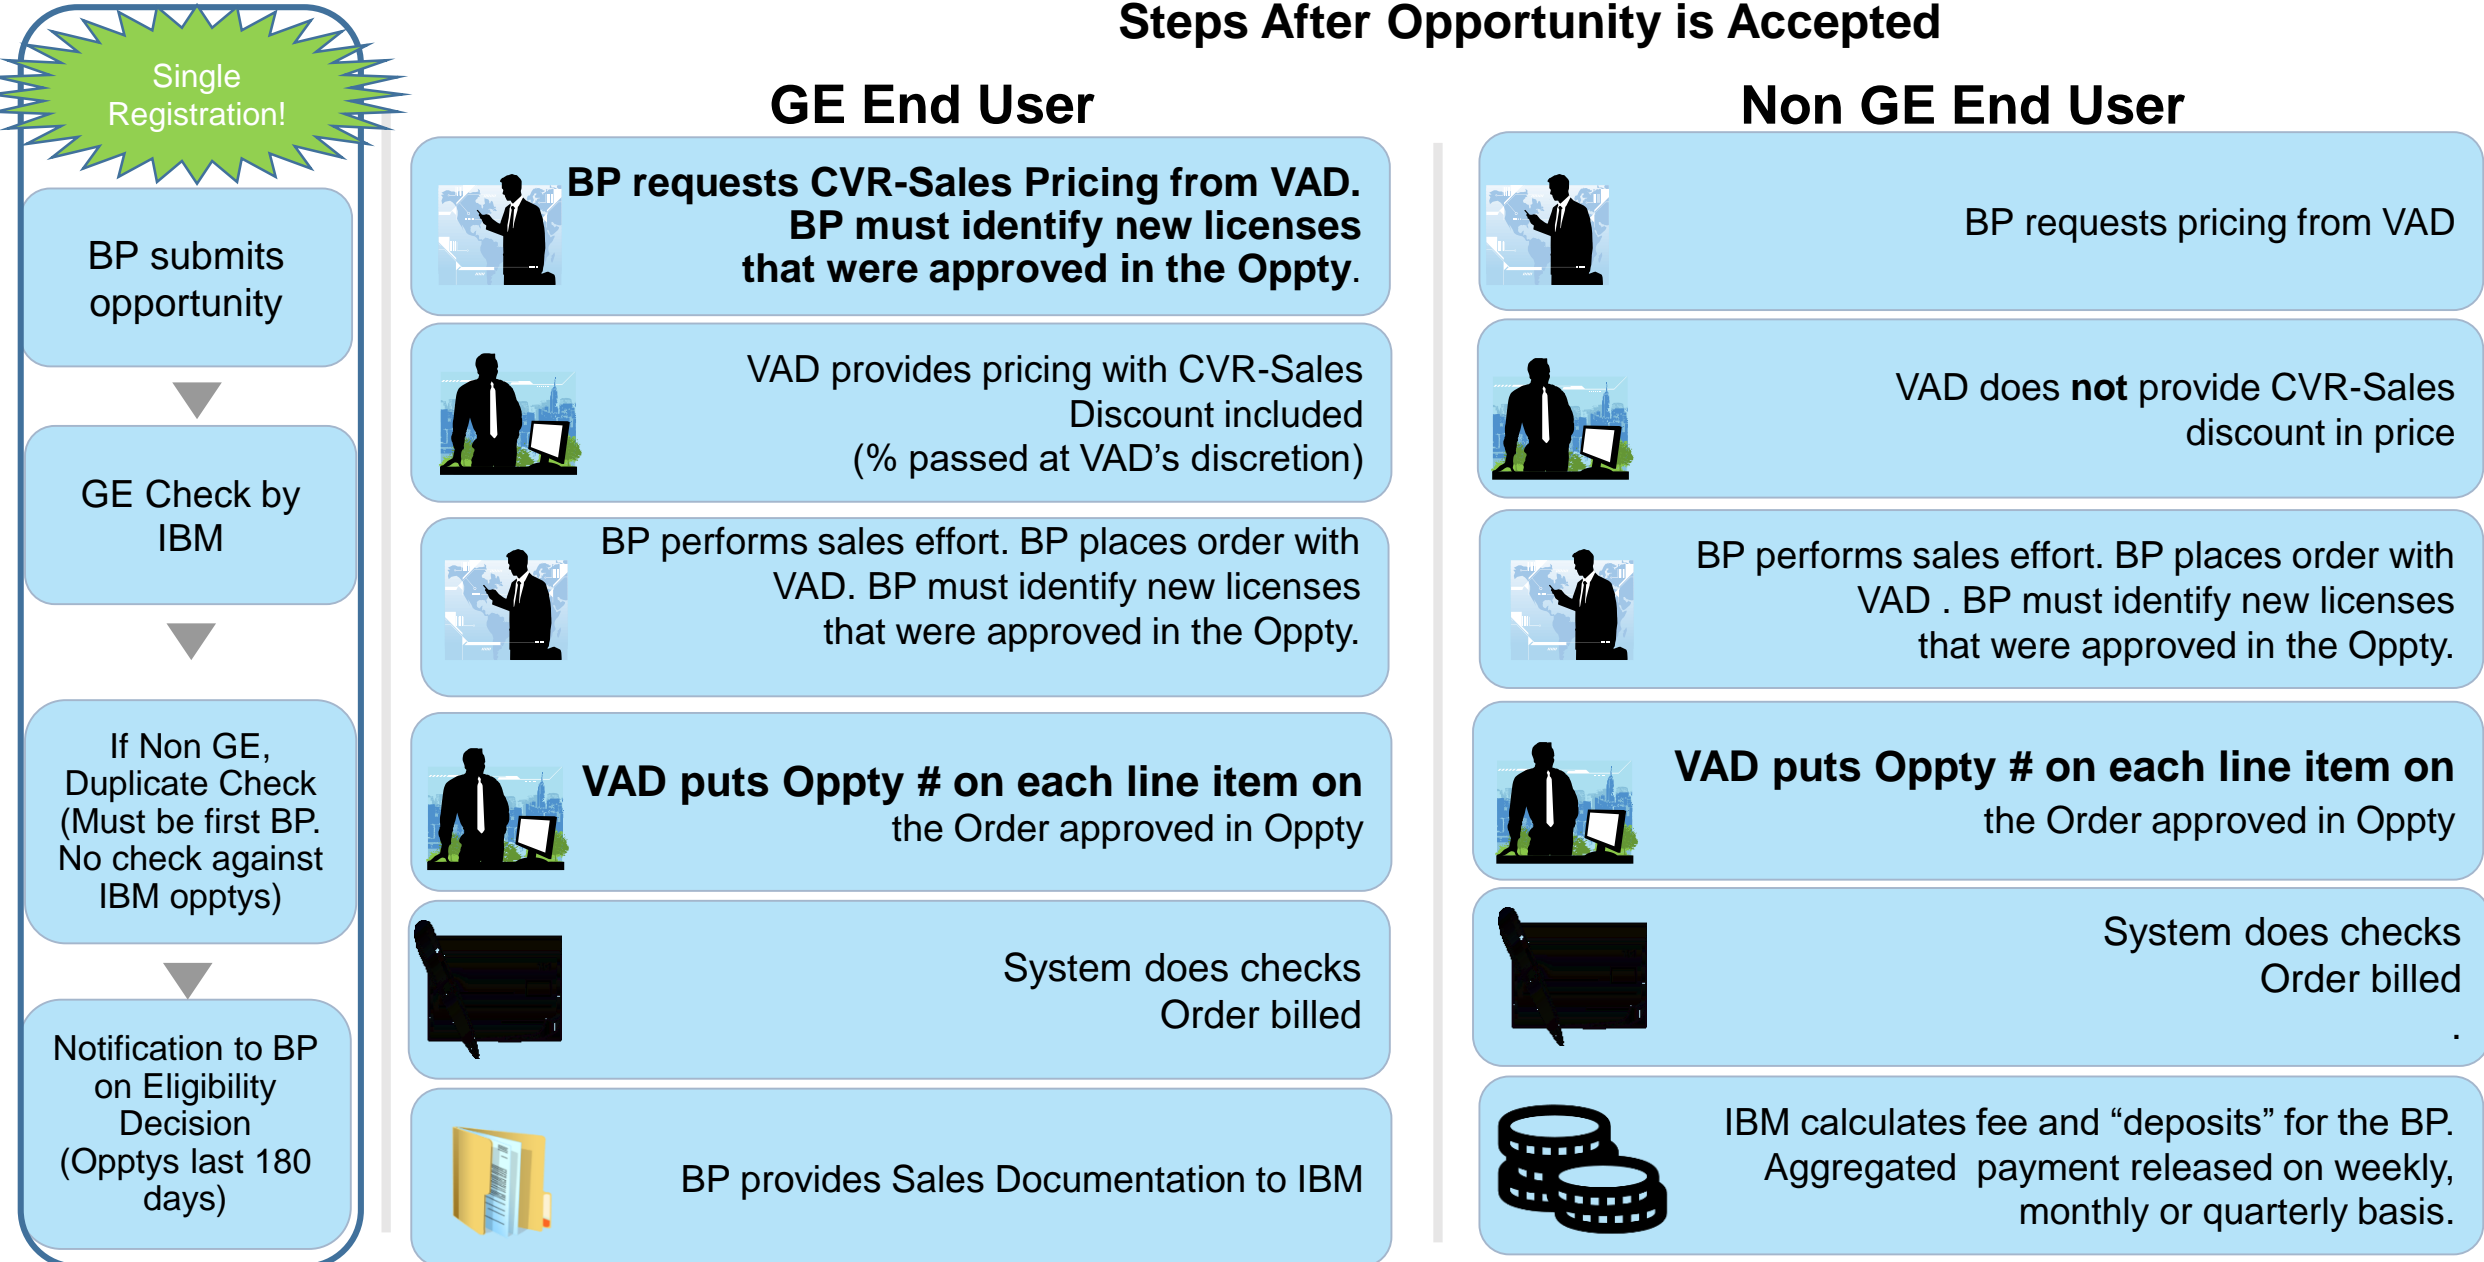 Steps After Opportunity is Accepted
Single
Registration!
BP submits
opportunity
GE Check by
IBM
If Non GE,
Duplicate Check
(Must be first BP.
No check against
IBM opptys)
Notification to BP
on Eligibility
Decision
(Opptys last 180
days)
GE End User
BP requests CVR-Sales Pricing from VAD.
BP must identify new licenses
that were approved in the Oppty.
VAD provides pricing with CVR-Sales
Discount included
(% passed at VAD’s discretion)
BP performs sales effort. BP places order with
VAD. BP must identify new licenses
that were approved in the Oppty.
VAD puts Oppty # on each line item on
the Order approved in Oppty
System does checks
Order billed
BP provides Sales Documentation to IBM
Non GE End User
BP requests pricing from VAD
VAD does not provide CVR-Sales
discount in price
BP performs sales effort. BP places order with
VAD . BP must identify new licenses
that were approved in the Oppty.
VAD puts Oppty # on each line item on
the Order approved in Oppty
System does checks
Order billed
.
IBM calculates fee and “deposits” for the BP.
Aggregated  payment released on weekly,
monthly or quarterly basis.